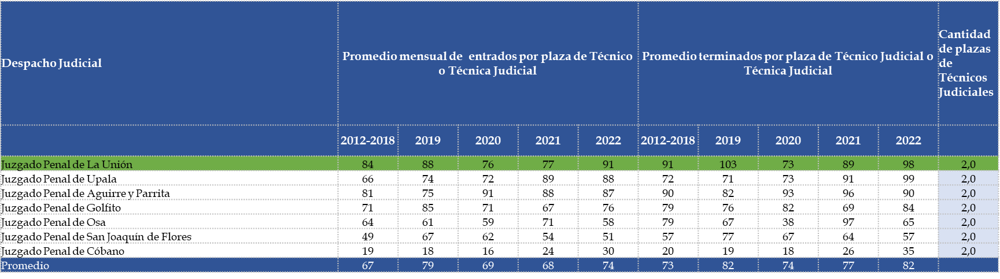 Despacho Judicial
Promedio mensual de entrados por plaza de Técnico
o Técnica Judicial
Promedio terminados por plaza de Técnico Judicial o
Técnica Judicial
Cantidad
de plazas
de
Técnicos
Judiciales
2012-2018 2019 2020 2021 2022 2012-2018 2019 2020 2021 2022
Juzgado Penal de La Unión 84 88 76 77 91 91 103 73 89 98 2,0
Juzgado Penal de Upala 66 74 72 89 88 72 71 73 91 99 2,0
Juzgado Penal de Aguirre y Parrita 81 75 91 88 87 90 82 93 96 90 2,0
Juzgado Penal de Golfito 71 85 71 67 76 79 76 82 69 84 2,0
Juzgado Penal de Osa 64 61 59 71 58 79 67 38 97 65 2,0
Juzgado Penal de San Joaquín de Flores 49 67 62 54 51 57 77 67 64 57 2,0
Juzgado Penal de Cóbano 19 18 16 24 30 20 19 18 26 35 2,0
Promedio 67 79 69 68 74 73 82 74 77 82